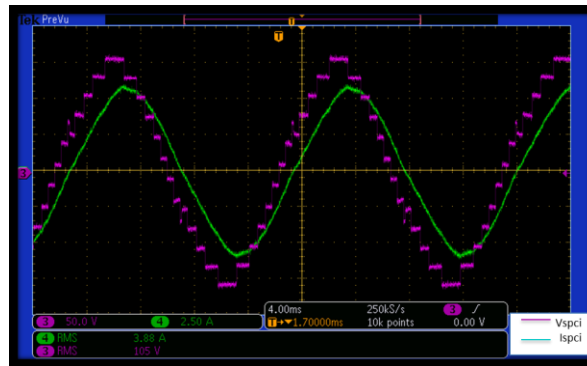 Tek PreVu
T
T
3
4.00ms 250kS/s 3 0.00 V
3 50.0 V 4 2.50 A T→▼1.70000ms 10k points
4 RMS 3.88 A
3 RMS 105 V
Vspci
Ispci